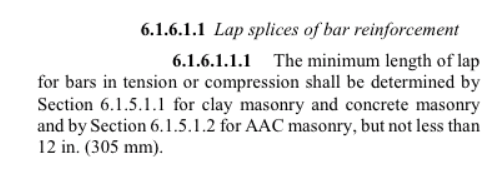 6.1.6.1.1 Lap splices of bar reinforcement
6.1.6.1.1.1 The minimum length of lap
for bars in tension or compression shall be determined by
Section 6.1.5.1.1 for clay masonry and concrete masonry
and by Section 6.1.5.1.2 for AAC masonry, but not less than
12 in. (305 mm).